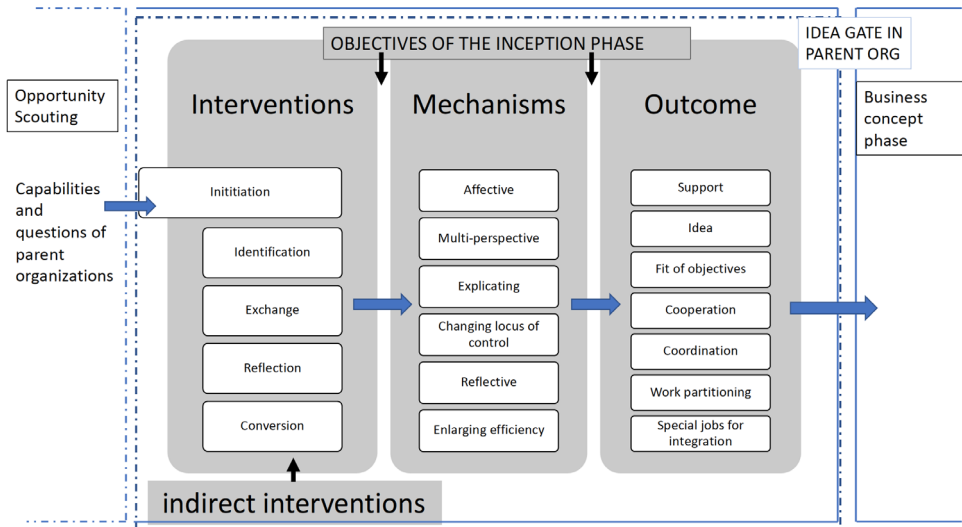 OBJECTIVES OF THE INCEPTION PHASE
IDEA GATE IN
PARENT ORG
Opportunity
Scouting
Capabilities and
questions of
parent
organizations
Interventions
Inititiation
Identification
Exchange
Reflection
Conversion
indirect interventions
Mechanisms
Affective
Multi-perspective
Explicating
Changing locus of
control
Reflective
Enlarging efficiency
Outcome
Support
Idea
Fit of objectives
Cooperation
Coordination
Work partitioning
Special jobs for
integration
Business
concept
phase